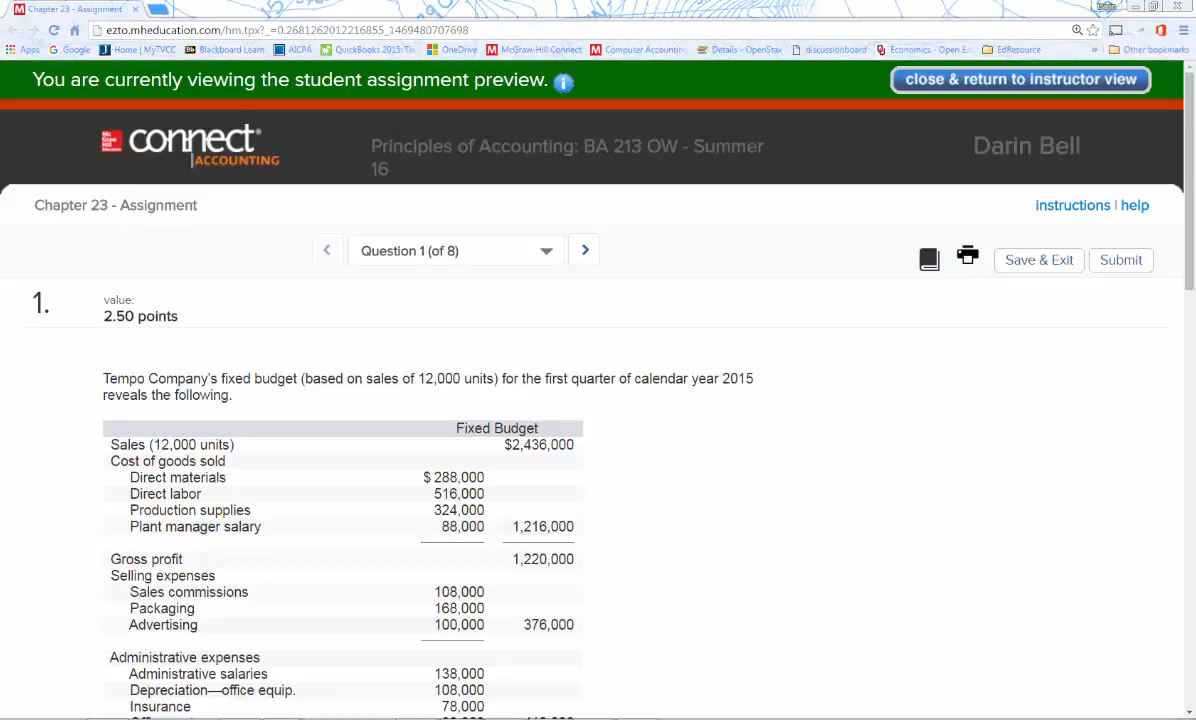 Chapter 23 - Assignment
ezto.mheducation.com/hm.tpx?_=0.2681262012216855_1469480707698
Apps Google Home | MyTVCC Blackboard Learn AICPA QuickBooks 2015: Th OneDrive McGraw-Hill Connect Computer Accountin Details - OpenStax discussionboard Economics - Open E EdResource » Other bookmarks
You are currently viewing the student assignment preview. i close & return to instructor view
Mc Graw Hill Education connect ACCOUNTING
Principles of Accounting: BA 213 OW - Summer 16
Darin Bell
Chapter 23 - Assignment instructions | help
Question 1 (of 8)
Save & Exit Submit
1. value:
2.50 points
Tempo Company's fixed budget (based on sales of 12,000 units) for the first quarter of calendar year 2015
reveals the following.
Fixed Budget
Sales (12,000 units) $2,436,000
Cost of goods sold
Direct materials $ 288,000
Direct labor 516,000
Production supplies 324,000
Plant manager salary 88,000 1,216,000
Gross profit 1,220,000
Selling expenses
Sales commissions 108,000
Packaging 168,000
Advertising 100,000 376,000
Administrative expenses
Administrative salaries 138,000
Depreciation—office equip. 108,000
Insurance 78,000